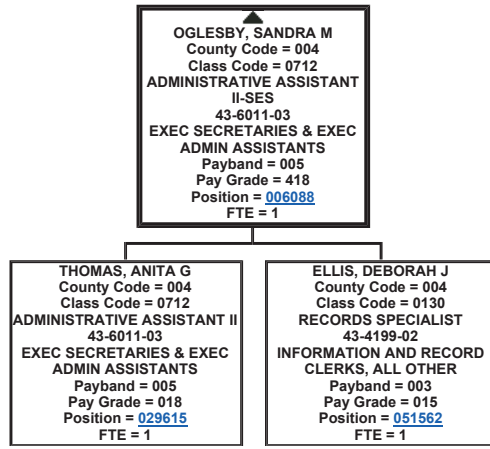 OGLESBY, SANDRA M
County Code = 004
Class Code = 0712
ADMINISTRATIVE ASSISTANT
II-SES
43-6011-03
EXEC SECRETARIES & EXEC
ADMIN ASSISTANTS
Payband = 005
Pay Grade = 418
Position = 006088
FTE = 1
THOMAS, ANITA G
County Code = 004
Class Code = 0712
ADMINISTRATIVE ASSISTANT II
43-6011-03
EXEC SECRETARIES & EXEC
ADMIN ASSISTANTS
Payband = 005
Pay Grade = 018
Position = 029615
FTE = 1
ELLIS, DEBORAH J
County Code = 004
Class Code = 0130
RECORDS SPECIALIST
43-4199-02
INFORMATION AND RECORD
CLERKS, ALL OTHER
Payband = 003
Pay Grade = 015
Position = 051562
FTE = 1